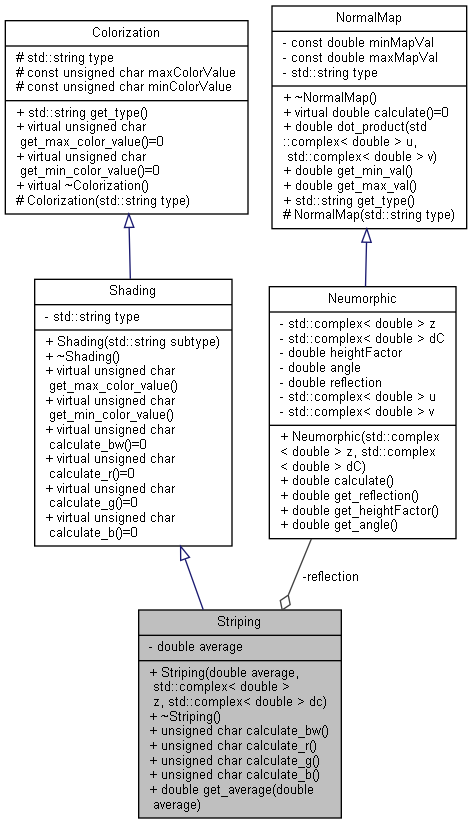 Colorization
# std::string type
# const unsigned char maxColorValue
# const unsigned char minColorValue
+ std::string get_type()
+ virtual unsigned char
get_max_color_value()=0
+ virtual unsigned char
get_min_color_value()=0
+ virtual ~Colorization()
# Colorization(std::string type)
NormalMap
- const double minMapVal
- const double maxMapVal
- std::string type
+ ~NormalMap()
+ virtual double calculate()=0
+ double dot_product(std
::complex< double > u,
std::complex< double > v)
+ double get_min_val()
+ double get_max_val()
+ std::string get_type()
# NormalMap(std::string type)
Shading
- std::string type
+ Shading(std::string subtype)
+ ~Shading()
+ virtual unsigned char
get_max_color_value()
+ virtual unsigned char
get_min_color_value()
+ virtual unsigned char
calculate_bw()=0
+ virtual unsigned char
calculate_r()=0
+ virtual unsigned char
calculate_g()=0
+ virtual unsigned char
calculate_b()=0
Neumorphic
- std::complex< double > z
- std::complex< double > dC
- double heightFactor
- double angle
- double reflection
- std::complex< double > u
- std::complex< double > v
+ Neumorphic(std::complex
< double > z, std::complex
< double > dC)
+ double calculate()
+ double get_reflection()
+ double get_heightFactor()
+ double get_angle()
-reflection
Striping
- double average
+ Striping(double average,
std::complex< double >
z, std::complex< double > dc)
+ ~Striping()
+ unsigned char calculate_bw()
+ unsigned char calculate_r()
+ unsigned char calculate_g()
+ unsigned char calculate_b()
+ double get_average(double
average)